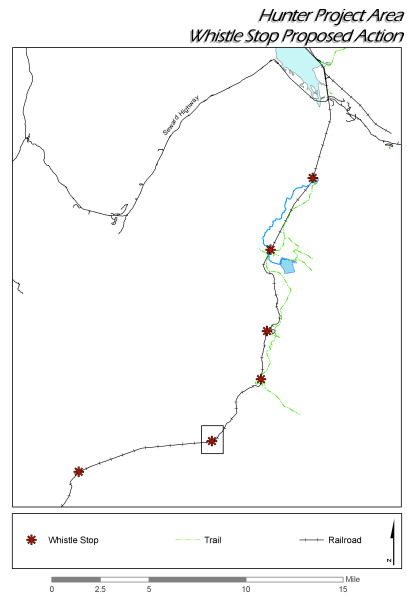 Hunter Project Area
Whistle Stop Proposed Action
Seward Highway
Whistle Stop
Trail
Railroad
N
0 2.5 5 10 15 Mile